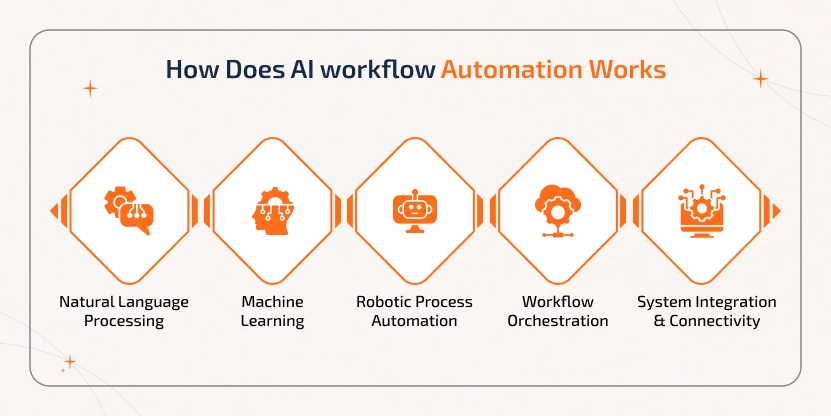 How Does AI workflow Automation Works
Natural Language
Processing
Machine
Learning
Robotic Process
Automation
Workflow
Orchestration
System Integration
& Connectivity